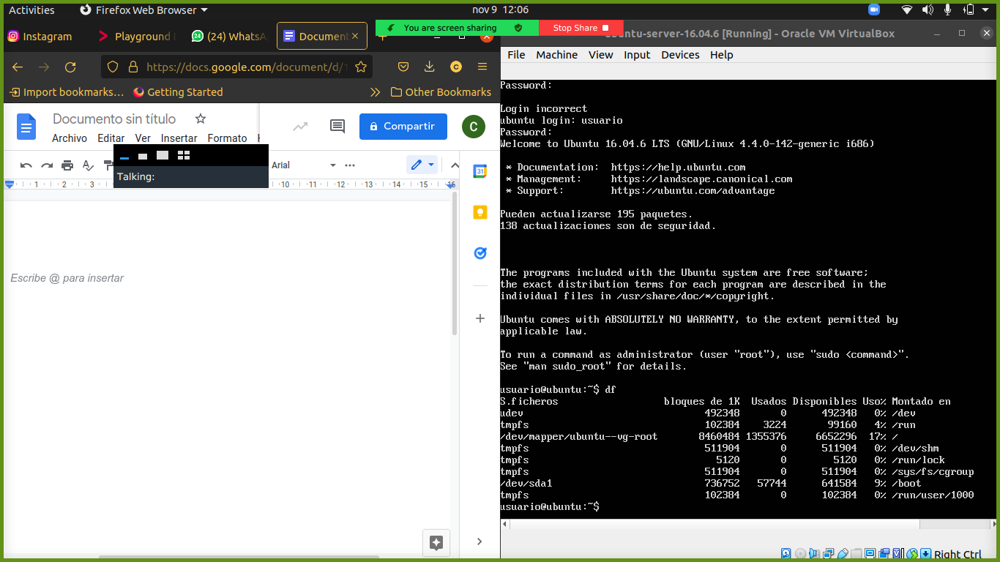 Activities Firefox Web Browser nov 9 12:06
Instagram Playground (24) WhatsA Document
You are screen sharing Stop Share
ubuntu-server-16.04.6 [Running] - Oracle VM VirtualBox
https://docs.google.com/document/d/
Import bookmarks… Getting Started Other Bookmarks
Documento sin título
Compartir C
Archivo Editar Ver Insertar Formato
Arial
Talking:
1 2 3 10 11 12 13 14 15 16
31
Escribe @ para insertar
File Machine View Input Devices Help
Password:
Login incorrect
ubuntu login: usuario
Password:
Welcome to Ubuntu 16.04.6 LTS (GNU/Linux 4.4.0-142-generic i686)
* Documentation: https://help.ubuntu.com
* Management: https://landscape.canonical.com
* Support: https://ubuntu.com/advantage
Pueden actualizarse 195 paquetes.
138 actualizaciones son de seguridad.
The programs included with the Ubuntu system are free software;
the exact distribution terms for each program are described in the
individual files in /usr/share/doc/*/copyright.
Ubuntu comes with ABSOLUTELY NO WARRANTY, to the extent permitted by
applicable law.
To run a command as administrator (user "root"), use "sudo <command>".
See "man sudo_root" for details.
usuario@ubuntu:~$ df
S.ficheros bloques de 1K Usados Disponibles Uso% Montado en
udev 492348 0 492348 0% /dev
tmpfs 102384 3224 99160 4% /run
/dev/mapper/ubuntu--vg-root 8460484 1355376 6652296 17% /
tmpfs 511904 0 511904 0% /dev/shm
tmpfs 5120 0 5120 0% /run/lock
tmpfs 511904 0 511904 0% /sys/fs/cgroup
/dev/sda1 736752 57744 641584 9% /boot
tmpfs 102384 0 102384 0% /run/user/1000
usuario@ubuntu:~$
Right Ctrl